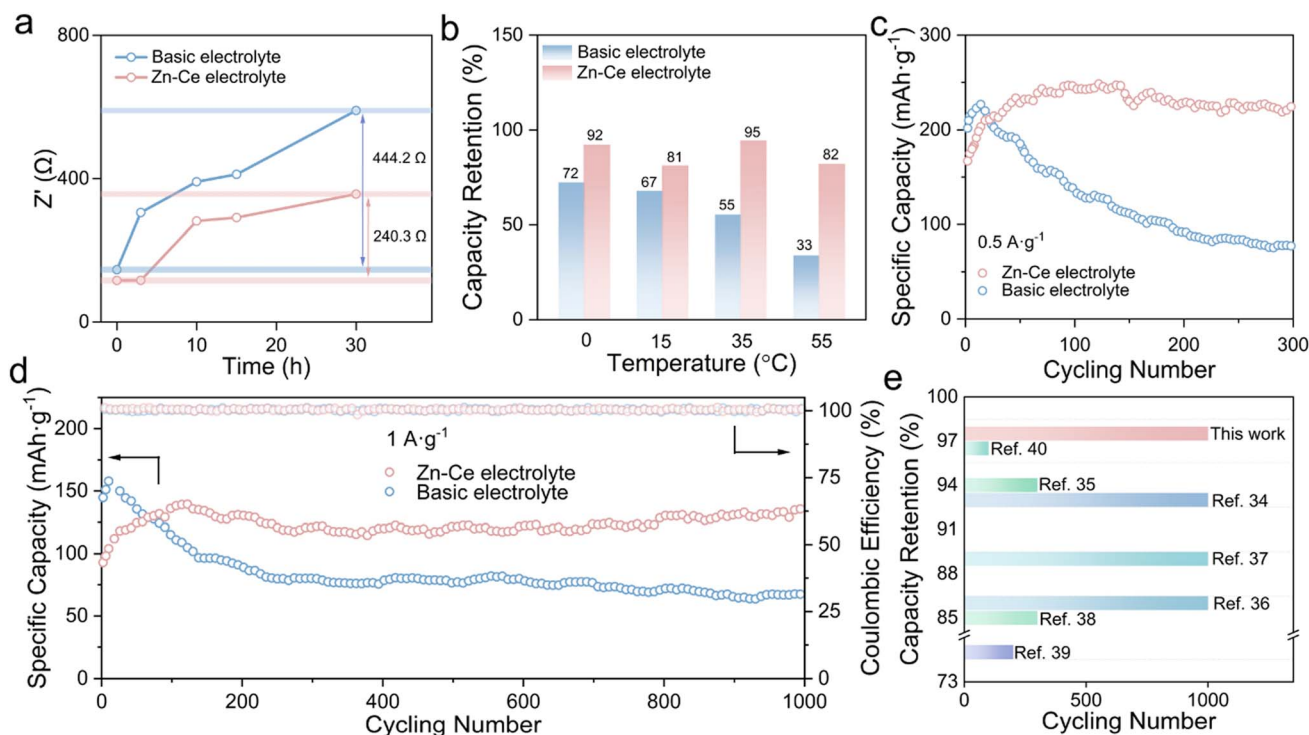 a
800
400
0
Z' (Ω)
Basic electrolyte
Zn-Ce electrolyte
444.2 Ω
240.3 Ω
0 10 20 30
Time (h)
b
150
100
50
0
Capacity Retention (%)
Basic electrolyte
Zn-Ce electrolyte
72 92 67 81 55 95 33 82
0 15 35 55
Temperature (°C)
c
300
200
100
0
Specific Capacity (mAh·g⁻¹)
0.5 A·g⁻¹
Zn-Ce electrolyte
Basic electrolyte
0 100 200 300
Cycling Number
d
200
150
100
50
0
Specific Capacity (mAh·g⁻¹)
1 A·g⁻¹
Zn-Ce electrolyte
Basic electrolyte
100
75
50
25
0
Coulombic Efficiency (%)
0 200 400 600 800 1000
Cycling Number
e
100
97
94
91
88
85
73
Capacity Retention (%)
This work
Ref. 40
Ref. 35
Ref. 34
Ref. 37
Ref. 36
Ref. 38
Ref. 39
0 500 1000
Cycling Number